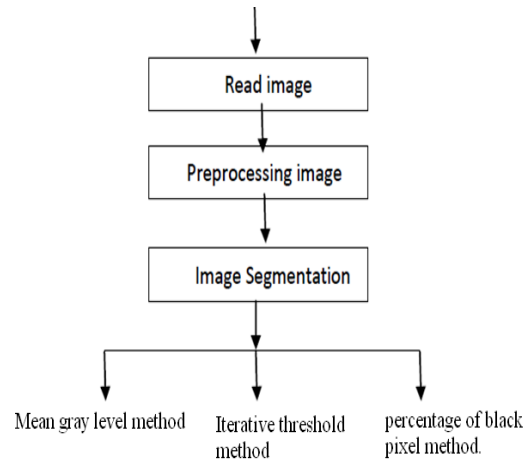 Read image
Preprocessing image
Image Segmentation
Mean gray level method
Iterative threshold
method
percentage of black
pixel method.